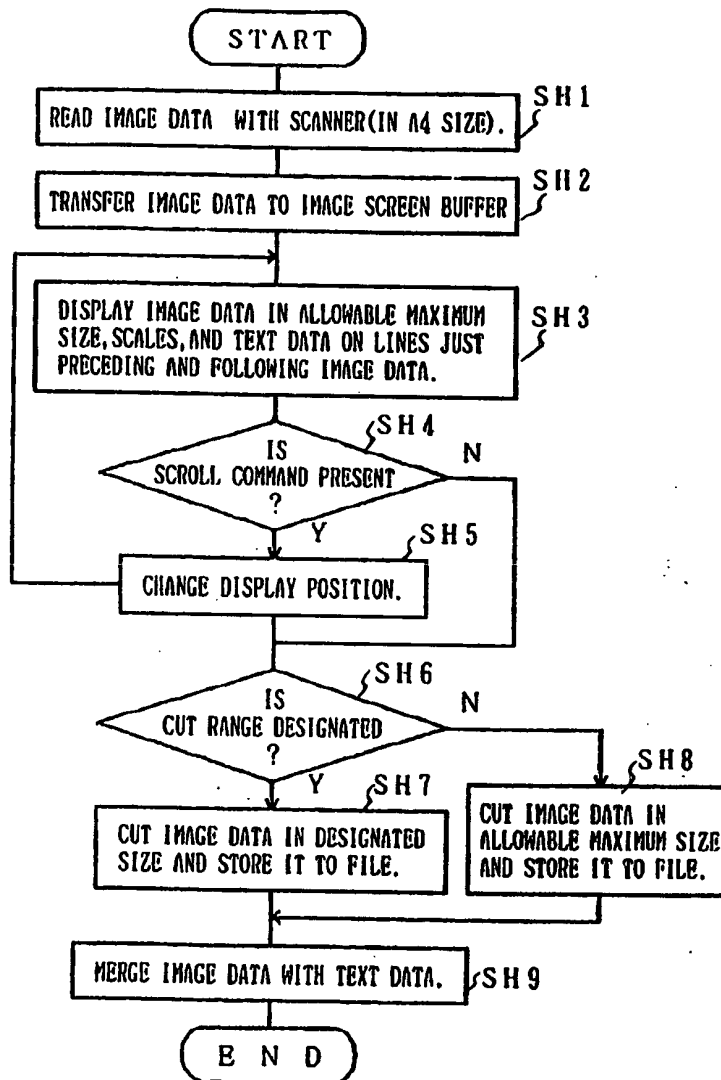 START
SH1
READ IMAGE DATA WITH SCANNER(IN A4 SIZE).
SH2
TRANSFER IMAGE DATA TO IMAGE SCREEN BUFFER
SH3
DISPLAY IMAGE DATA IN ALLOWABLE MAXIMUM
SIZE,SCALES,AND TEXT DATA ON LINES JUST
PRECEDING AND FOLLOWING IMAGE DATA.
SH4
IS
SCROLL COMMAND PRESENT
?
N
Y
SH5
CHANGE DISPLAY POSITION.
SH6
IS
CUT RANGE DESIGNATED
?
N
Y
SH7
CUT IMAGE DATA IN DESIGNATED
SIZE AND STORE IT TO FILE.
SH8
CUT IMAGE DATA IN
ALLOWABLE MAXIMUM SIZE
AND STORE IT TO FILE.
MERGE IMAGE DATA WITH TEXT DATA.
SH9
END